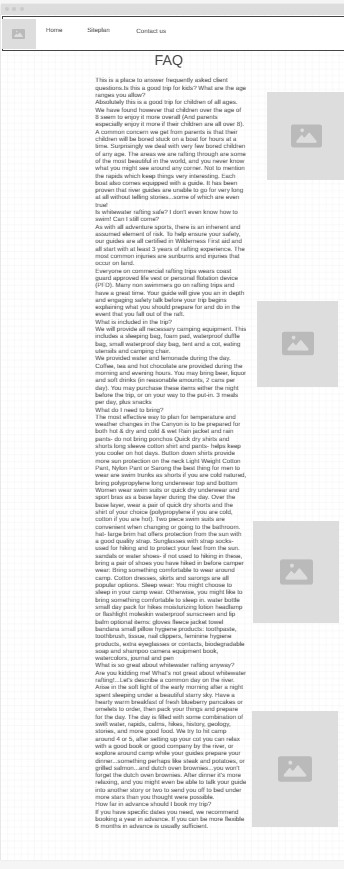 Home Siteplan Contact us
FAQ
This is a place to answer frequently asked client
questions.Is this a good trip for kids? What are the age
ranges you allow?
Absolutely this is a good trip for children of all ages.
We have found however that children over the age of
8 seem to enjoy it more overall (And parents
especially enjoy it more if their children are all over 8).
A common concern we get from parents is that their
children will be bored stuck on a boat for hours at a
time. Surprisingly we deal with very few bored children
of any age. The areas we are rafting through are some
of the most beautiful in the world, and you never know
what you might see around any corner. Not to mention
the rapids which keep things very interesting. Each
boat also comes equipped with a guide. It has been
proven that river guides are unable to go for very long
at all without telling stories...some of which are even
true!
Is whitewater rafting safe? I don't even know how to
swim! Can I still come?
As with all adventure sports, there is an inherent and
assumed element of risk. To help ensure your safety,
our guides are all certified in Wilderness First aid and
all start with at least 3 years of rafting experience. The
most common injuries are sunburns and injuries that
occur on land.
Everyone on commercial rafting trips wears coast
guard approved life vest or personal flotation device
(PFD). Many non swimmers go on rafting trips and
have a great time. Your guide will give you an in depth
and engaging safety talk before your trip begins
explaining what you should prepare for and do in the
event that you fall out of the raft.
What is included in the trip?
We will provide all necessary camping equipment. This
includes a sleeping bag, foam pad, waterproof duffle
bag, small waterproof day bag, tent and a cot, eating
utensils and camping chair.
We provided water and lemonade during the day.
Coffee, tea and hot chocolate are provided during the
morning and evening hours. You may bring beer, liquor
and soft drinks (in reasonable amounts, 2 cans per
day). You may purchase these items either the night
before the trip, or on your way to the put-in. 3 meals
per day, plus snacks
What do I need to bring?
The most effective way to plan for temperature and
weather changes in the Canyon is to be prepared for
both hot & dry and cold & wet Rain jacket and rain
pants- do not bring ponchos Quick dry shirts and
shorts long sleeve cotton shirt and pants- helps keep
you cooler on hot days. Button down shirts provide
more sun protection on the neck Light Weight Cotton
Pant, Nylon Pant or Sarong the best thing for men to
wear are swim trunks as shorts if you are cold natured,
bring polypropylene long underwear top and bottom
Women wear swim suits or quick dry underwear and
sport bras as a base layer during the day. Over the
base layer, wear a pair of quick dry shorts and the
shirt of your choice (polypropylene if you are cold,
cotton if you are hot). Two piece swim suits are
convenient when changing or going to the bathroom.
hat- large brim hat offers protection from the sun with
a good quality strap. Sunglasses with strap socks-
used for hiking and to protect your feet from the sun.
sandals or water shoes- if not used to hiking in these,
bring a pair of shoes you have hiked in before camper
wear: Bring something comfortable to wear around
camp. Cotton dresses, skirts and sarongs are all
popular options. Sleep wear: You might choose to
sleep in your camp wear. Otherwise, you might like to
bring something comfortable to sleep in. water bottle
small day pack for hikes moisturizing lotion headlamp
or flashlight moleskin waterproof sunscreen and lip
balm optional items: gloves fleece jacket towel
bandana small pillow hygiene products: toothpaste,
toothbrush, tissue, nail clippers, feminine hygiene
products, extra eyeglasses or contacts, biodegradable
soap and shampoo camera equipment book,
watercolors, journal and pen
What is so great about whitewater rafting anyway?
Are you kidding me! What's not great about whitewater
rafting!...Let's describe a common day on the river.
Arise in the soft light of the early morning after a night
spent sleeping under a beautiful starry sky. Have a
hearty warm breakfast of fresh blueberry pancakes or
omelets to order, then pack your things and prepare
for the day. The day is filled with some combination of
swift water, rapids, calms, hikes, history, geology,
stories, and more good food. We try to hit camp
around 4 or 5, after setting up your cot you can relax
with a good book or good company by the river, or
explore around camp while your guides prepare your
dinner...something perhaps like steak and potatoes, or
grilled salmon...and dutch oven brownies...you won't
forget the dutch oven brownies. After dinner it's more
relaxing, and you might even be able to talk your guide
into another story or two to send you off to bed under
more stars than you thought were possible.
How far in advance should I book my trip?
If you have specific dates you need, we recommend
booking a year in advance. If you can be more flexible
6 months in advance is usually sufficient.